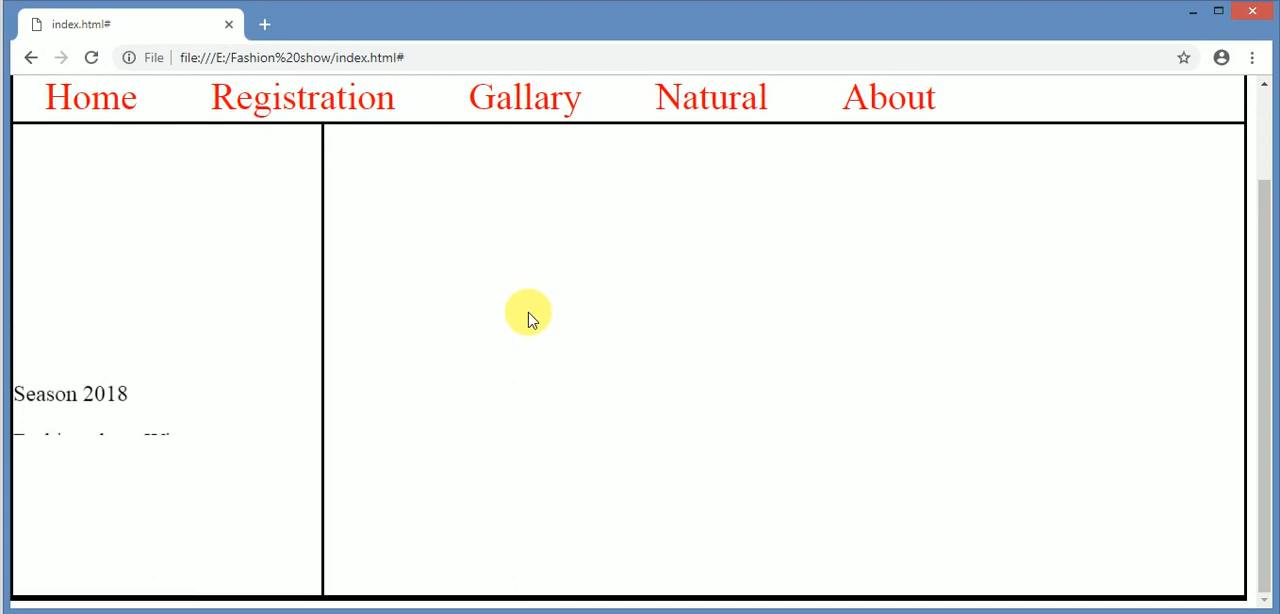 index.html#
File file:///E:/Fashion%20show/index.html#
Home Registration Gallary Natural About
Season 2018